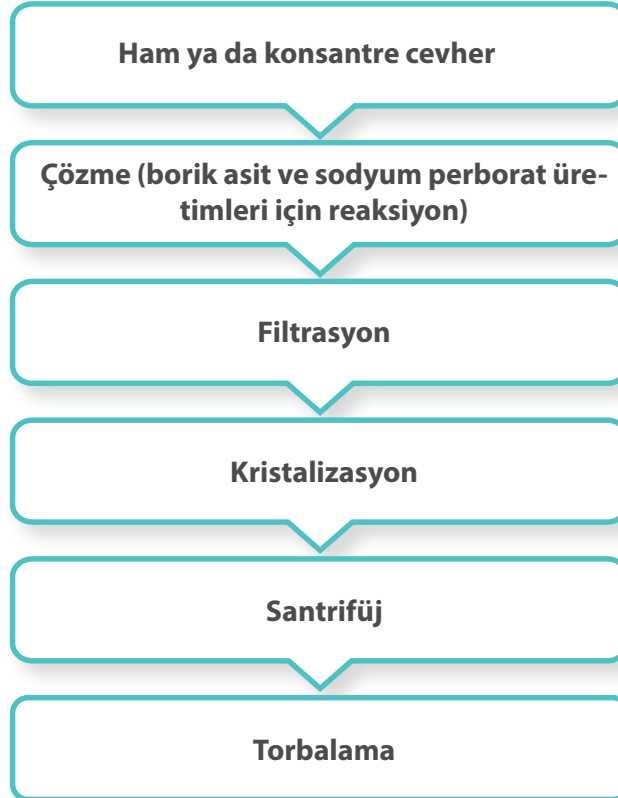 Ham ya da konsantre cevher
Çözme (borik asit ve sodyum perborat üre-
timleri için reaksiyon)
Filtrasyon
Kristalizasyon
Santrifüj
Torbalama